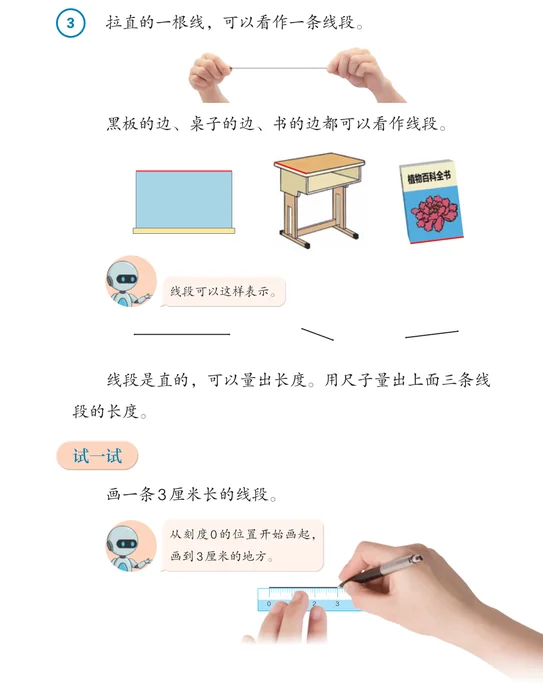 3 拉直的一根线，可以看作一条线段。
黑板的边、桌子的边、书的边都可以看作线段。
植物百科全书
线段可以这样表示。
线段是直的，可以量出长度。用尺子量出上面三条线
段的长度。
试一试
画一条3厘米长的线段。
从刻度0的位置开始画起，
画到3厘米的地方。
0 2 3